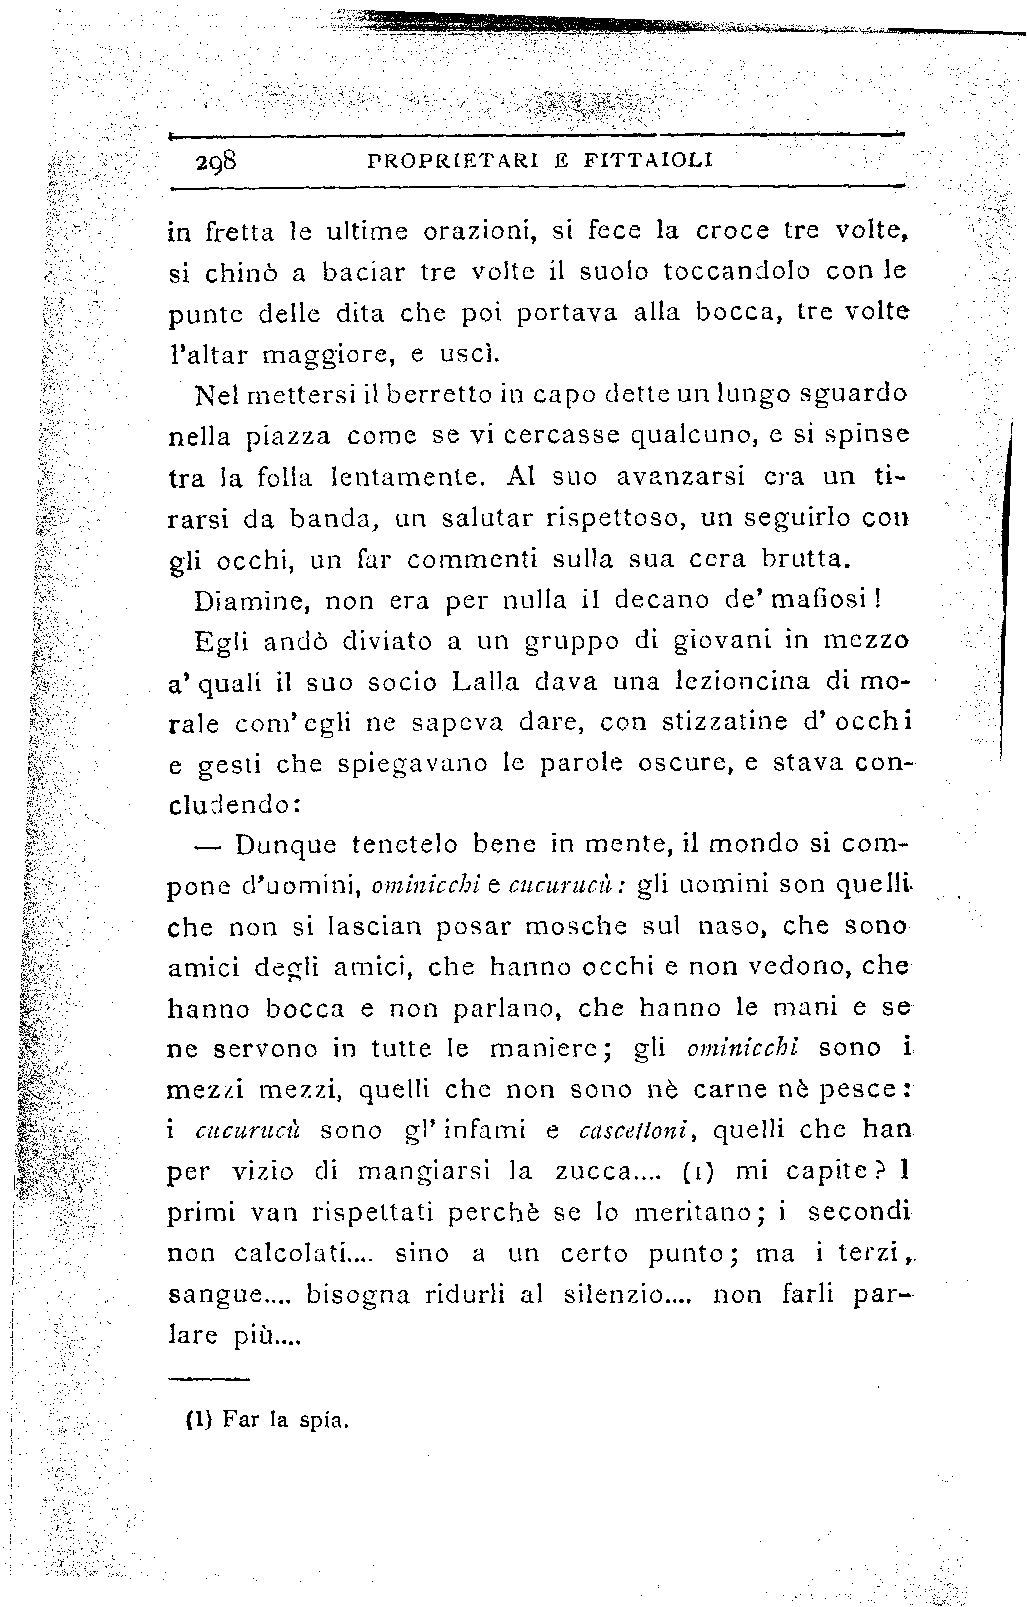 298 PROPRIETARI E FITTAIOLI
in fretta le ultime orazioni, si fece la croce tre volte,
si chinò a baciar tre volte il suolo toccandolo con le
punte delle dita che poi portava alla bocca, tre volte
l'altar maggiore, e uscì.
Nel mettersi il berretto in capo dette un lungo sguardo
nella piazza come se vi cercasse qualcuno, e si spinse
tra la folla lentamente. Al suo avanzarsi era un ti-
rarsi da banda, un salutar rispettoso, un seguirlo con
gli occhi, un far commenti sulla sua cera brutta.
Diamine, non era per nulla il decano de' mafiosi!
Egli andò diviato a un gruppo di giovani in mezzo
a' quali il suo socio Lalla dava una lezioncina di mo-
rale com'egli ne sapeva dare, con stizzatine d'occhi
e gesti che spiegavano le parole oscure, e stava con-
cludendo:
— Dunque tenetelo bene in mente, il mondo si com-
pone d'uomini, ominicchi e cucurucù: gli uomini son quelli
che non si lascian posar mosche sul naso, che sono
amici degli amici, che hanno occhi e non vedono, che
hanno bocca e non parlano, che hanno le mani e se
ne servono in tutte le maniere; gli ominicchi sono i
mezzi mezzi, quelli che non sono nè carne nè pesce:
i cucurucù sono gl'infami e cascettoni, quelli che han
per vizio di mangiarsi la zucca.... (1) mi capite? I
primi van rispettati perchè se lo meritano; i secondi
non calcolati.... sino a un certo punto; ma i terzi,
sangue.... bisogna ridurli al silenzio.... non farli par-
lare più....
(1) Far la spia.